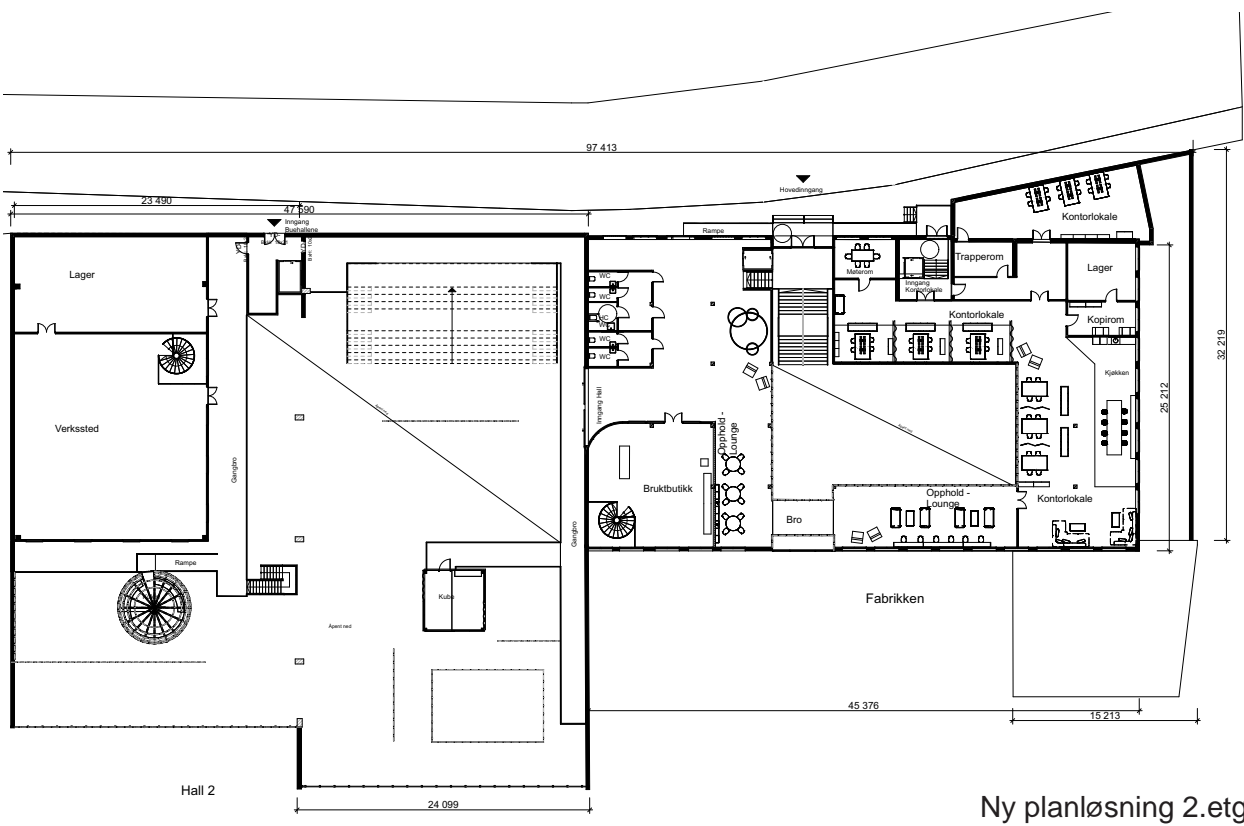 97 413
23 490
47 590
Inngang
Buehallene
Hovedinngang
Rampe
Kontorlokale
Lager
WC
WC
HC
WC
WC
WC
Møterom
Inngang
Kontorlokale
Trapperom
Lager
Kopirom
Kontorlokale
Kjøkken
32 219
25 212
Verkssted
Gangbro
Inngang Hall
Opphold -
Lounge
Bruktbutikk
Bro
Opphold -
Lounge
Kontorlokale
Gangbro
Rampe
Kube
Åpent ned
Fabrikken
45 376
15 213
Hall 2
24 099
Ny planløsning 2.etg